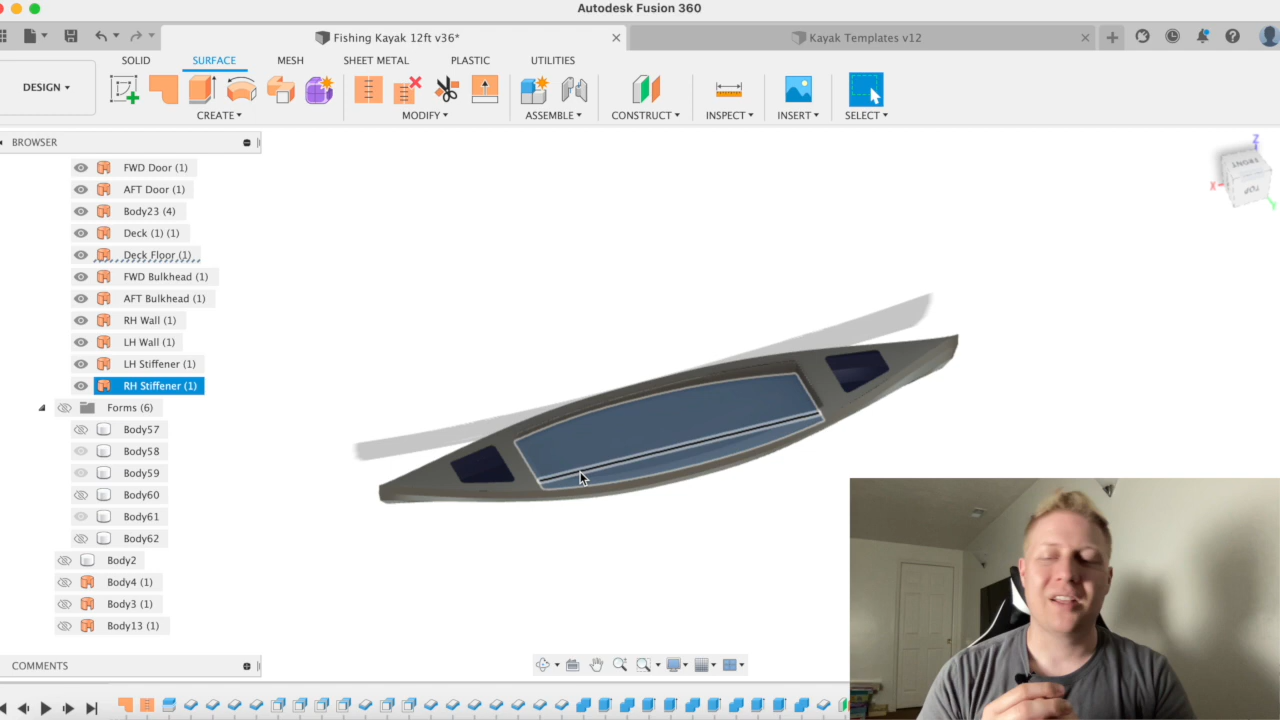 Autodesk Fusion 360
Fishing Kayak 12ft v36*
Kayak Templates v12
SOLID
SURFACE
MESH
SHEET METAL
PLASTIC
UTILITIES
DESIGN
CREATE
MODIFY
ASSEMBLE
CONSTRUCT
INSPECT
INSERT
SELECT
BROWSER
FWD Door (1)
AFT Door (1)
Body23 (4)
Deck (1) (1)
Deck Floor (1)
FWD Bulkhead (1)
AFT Bulkhead (1)
RH Wall (1)
LH Wall (1)
LH Stiffener (1)
RH Stiffener (1)
Forms (6)
Body57
Body58
Body59
Body60
Body61
Body62
Body2
Body4 (1)
Body3 (1)
Body13 (1)
COMMENTS
Z
FRONT
X
TOP
Y